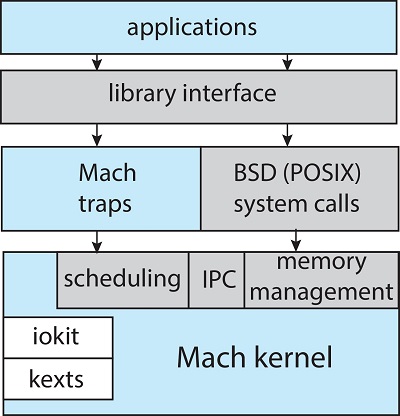 applications
library interface
Mach
traps
BSD (POSIX)
system calls
scheduling
IPC
memory
management
iokit
kexts
Mach kernel